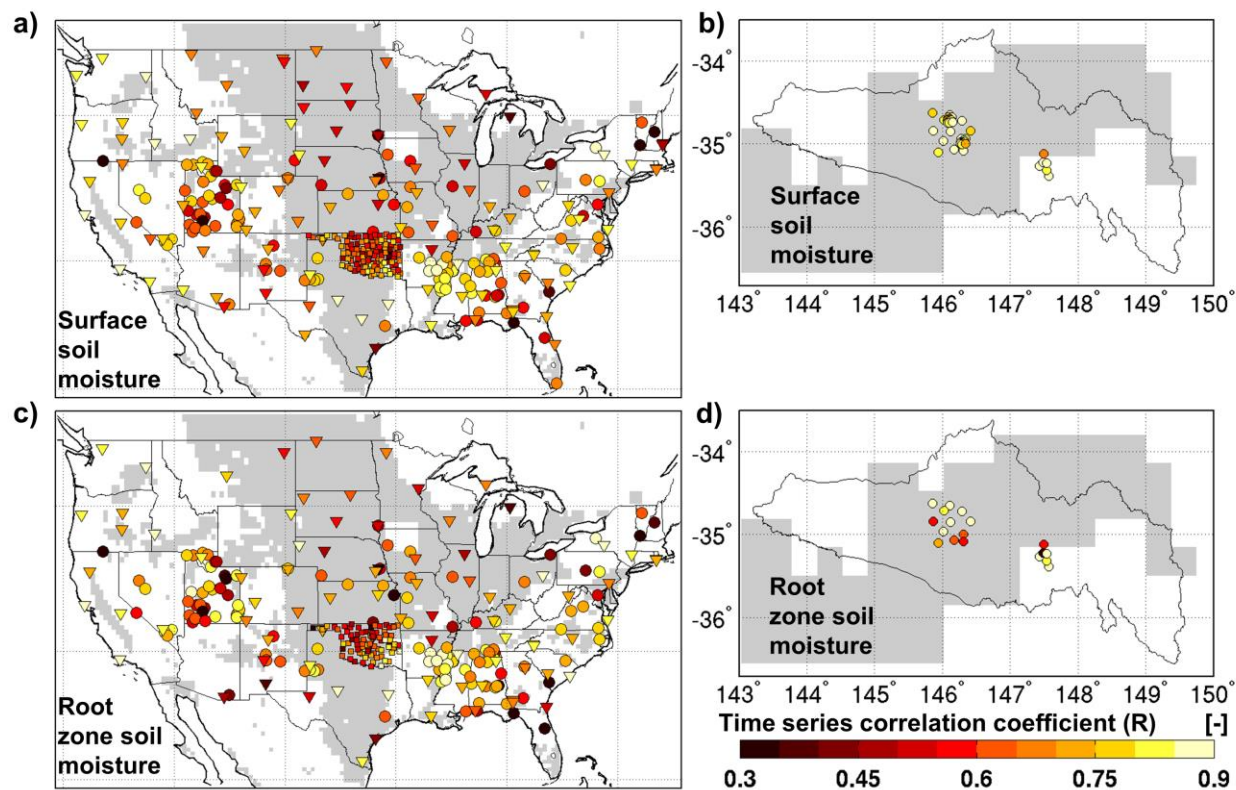 a)
Surface
soil
moisture
b)
-34°
-35°
-36°
Surface
soil
moisture
143° 144° 145° 146° 147° 148° 149° 150°
c)
Root
zone soil
moisture
d)
-34°
-35°
-36°
Root
zone soil
moisture
143° 144° 145° 146° 147° 148° 149° 150°
Time series correlation coefficient (R) [-]
0.3 0.45 0.6 0.75 0.9